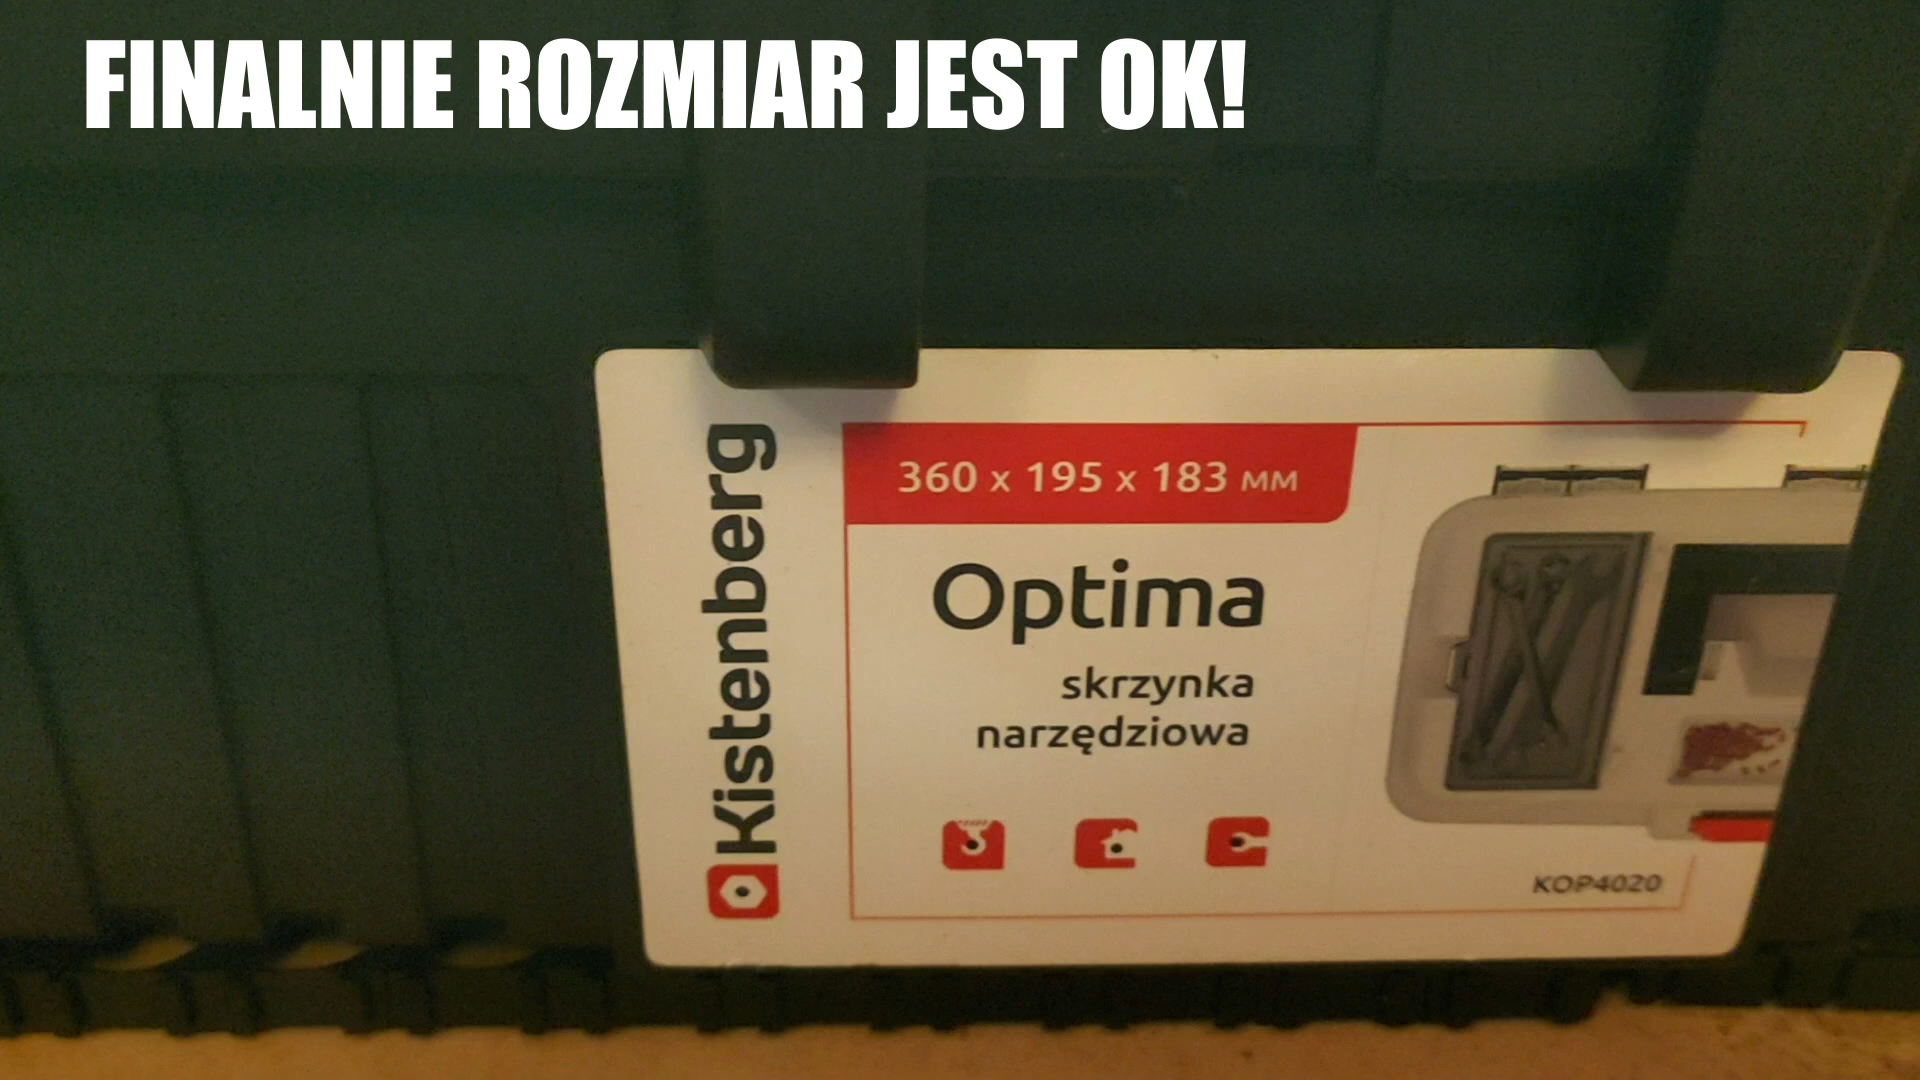 FINALNIE ROZMIAR JEST OK!
Kistenberg
360 x 195 x 183 MM
Optima
skrzynka
narzędziowa
KOP4020